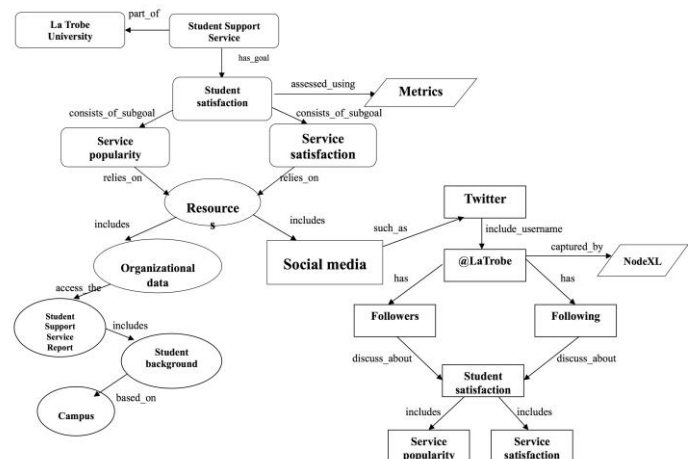 La Trobe
University
part_of
Student Support
Service
has_goal
Student
satisfaction
assessed_using
Metrics
consists_of_subgoal
consists_of_subgoal
Service
popularity
Service
satisfaction
relies_on
relies_on
Resource
s
includes
includes
Organizational
data
Social media
such_as
Twitter
include_username
@LaTrobe
captured_by
NodeXL
access_the
Student
Support
Service
Report
includes
Student
background
based_on
Campus
has
has
Followers
Following
discuss_about
discuss_about
Student
satisfaction
includes
includes
Service
popularity
Service
satisfaction